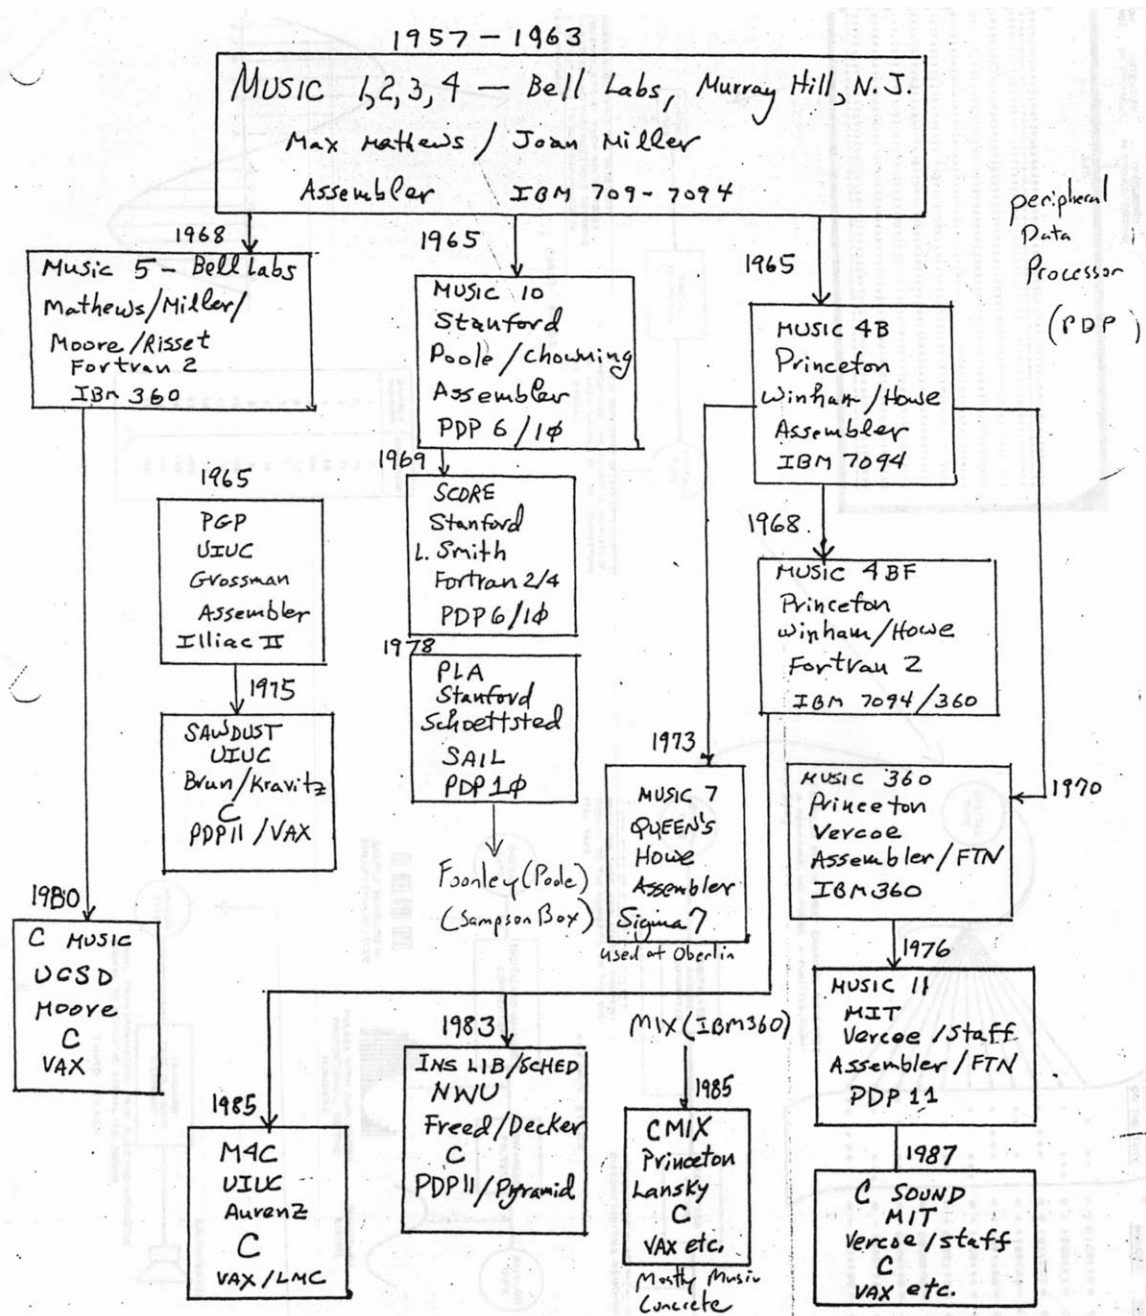 1957-1963
MUSIC 1,2,3,4 — Bell Labs, Murray Hill, N.J.
Max Mathews / Joan Miller
Assembler IBM 709-7094
peripheral
Data
Processor
(PDP)
1968
Music 5 - Bell Labs
Mathews/Miller/
Moore/Risset
Fortran 2
IBM 360
1965
MUSIC 10
Stanford
Poole/Chowning
Assembler
PDP 6/1Ø
1965
MUSIC 4B
Princeton
Winham/Howe
Assembler
IBM 7094
1965
PGP
UIUC
Grossman
Assembler
Illiac II
1969
SCORE
Stanford
L. Smith
Fortran 2/4
PDP 6/1Ø
1968
MUSIC 4BF
Princeton
Winham/Howe
Fortran 2
IBM 7094/360
1975
SAWDUST
UIUC
Brun/Kravitz
C
PDP11/VAX
1978
PLA
Stanford
Schoettsted
SAIL
PDP 1Ø
Foonley (Poole)
(Sampson Box)
1973
MUSIC 7
QUEEN'S
Howe
Assembler
Sigma 7
used at Oberlin
1970
MUSIC 360
Princeton
Vercoe
Assembler/FTN
IBM 360
1980
C MUSIC
UCSD
Moore
C
VAX
1976
MUSIC 11
MIT
Vercoe/Staff
Assembler/FTN
PDP 11
1985
M4C
UIUC
Aurenz
C
VAX/LMC
1983
INS LIB/SCHED
NWU
Freed/Decker
C
PDP11/Pyramid
MIX (IBM360)
1985
CMIX
Princeton
Lansky
C
VAX etc.
Mostly Music
Concrete
1987
C SOUND
MIT
Vercoe/staff
C
VAX etc.